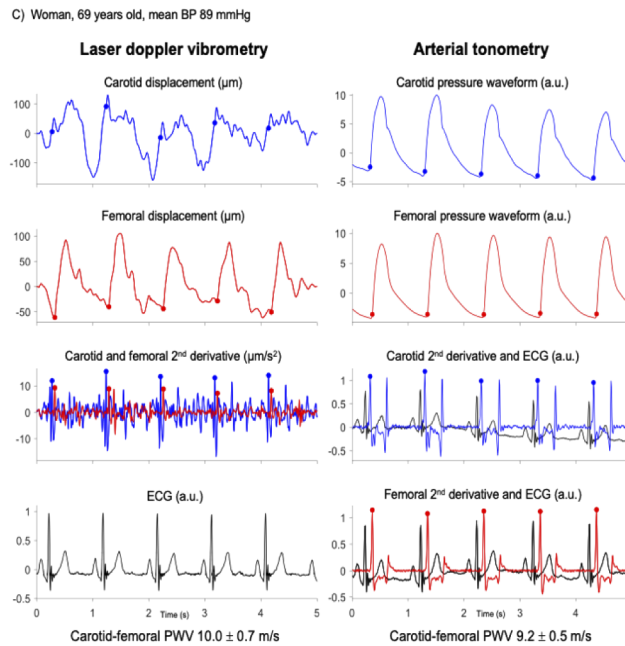 C) Woman, 69 years old, mean BP 89 mmHg
Laser doppler vibrometry
Arterial tonometry
Carotid displacement (μm)
100
0
-100
Carotid pressure waveform (a.u.)
10
5
0
-5
Femoral displacement (μm)
100
50
0
-50
Femoral pressure waveform (a.u.)
10
5
0
Carotid and femoral 2nd derivative (μm/s²)
10
0
-10
Carotid 2nd derivative and ECG (a.u.)
1
0.5
0
-0.5
ECG (a.u.)
1
0.5
0
-0.5
0 1 2 Time (s) 3 4 5
Femoral 2nd derivative and ECG (a.u.)
1
0.5
0
-0.5
0 1 2 Time (s) 3 4
Carotid-femoral PWV 10.0 ± 0.7 m/s
Carotid-femoral PWV 9.2 ± 0.5 m/s